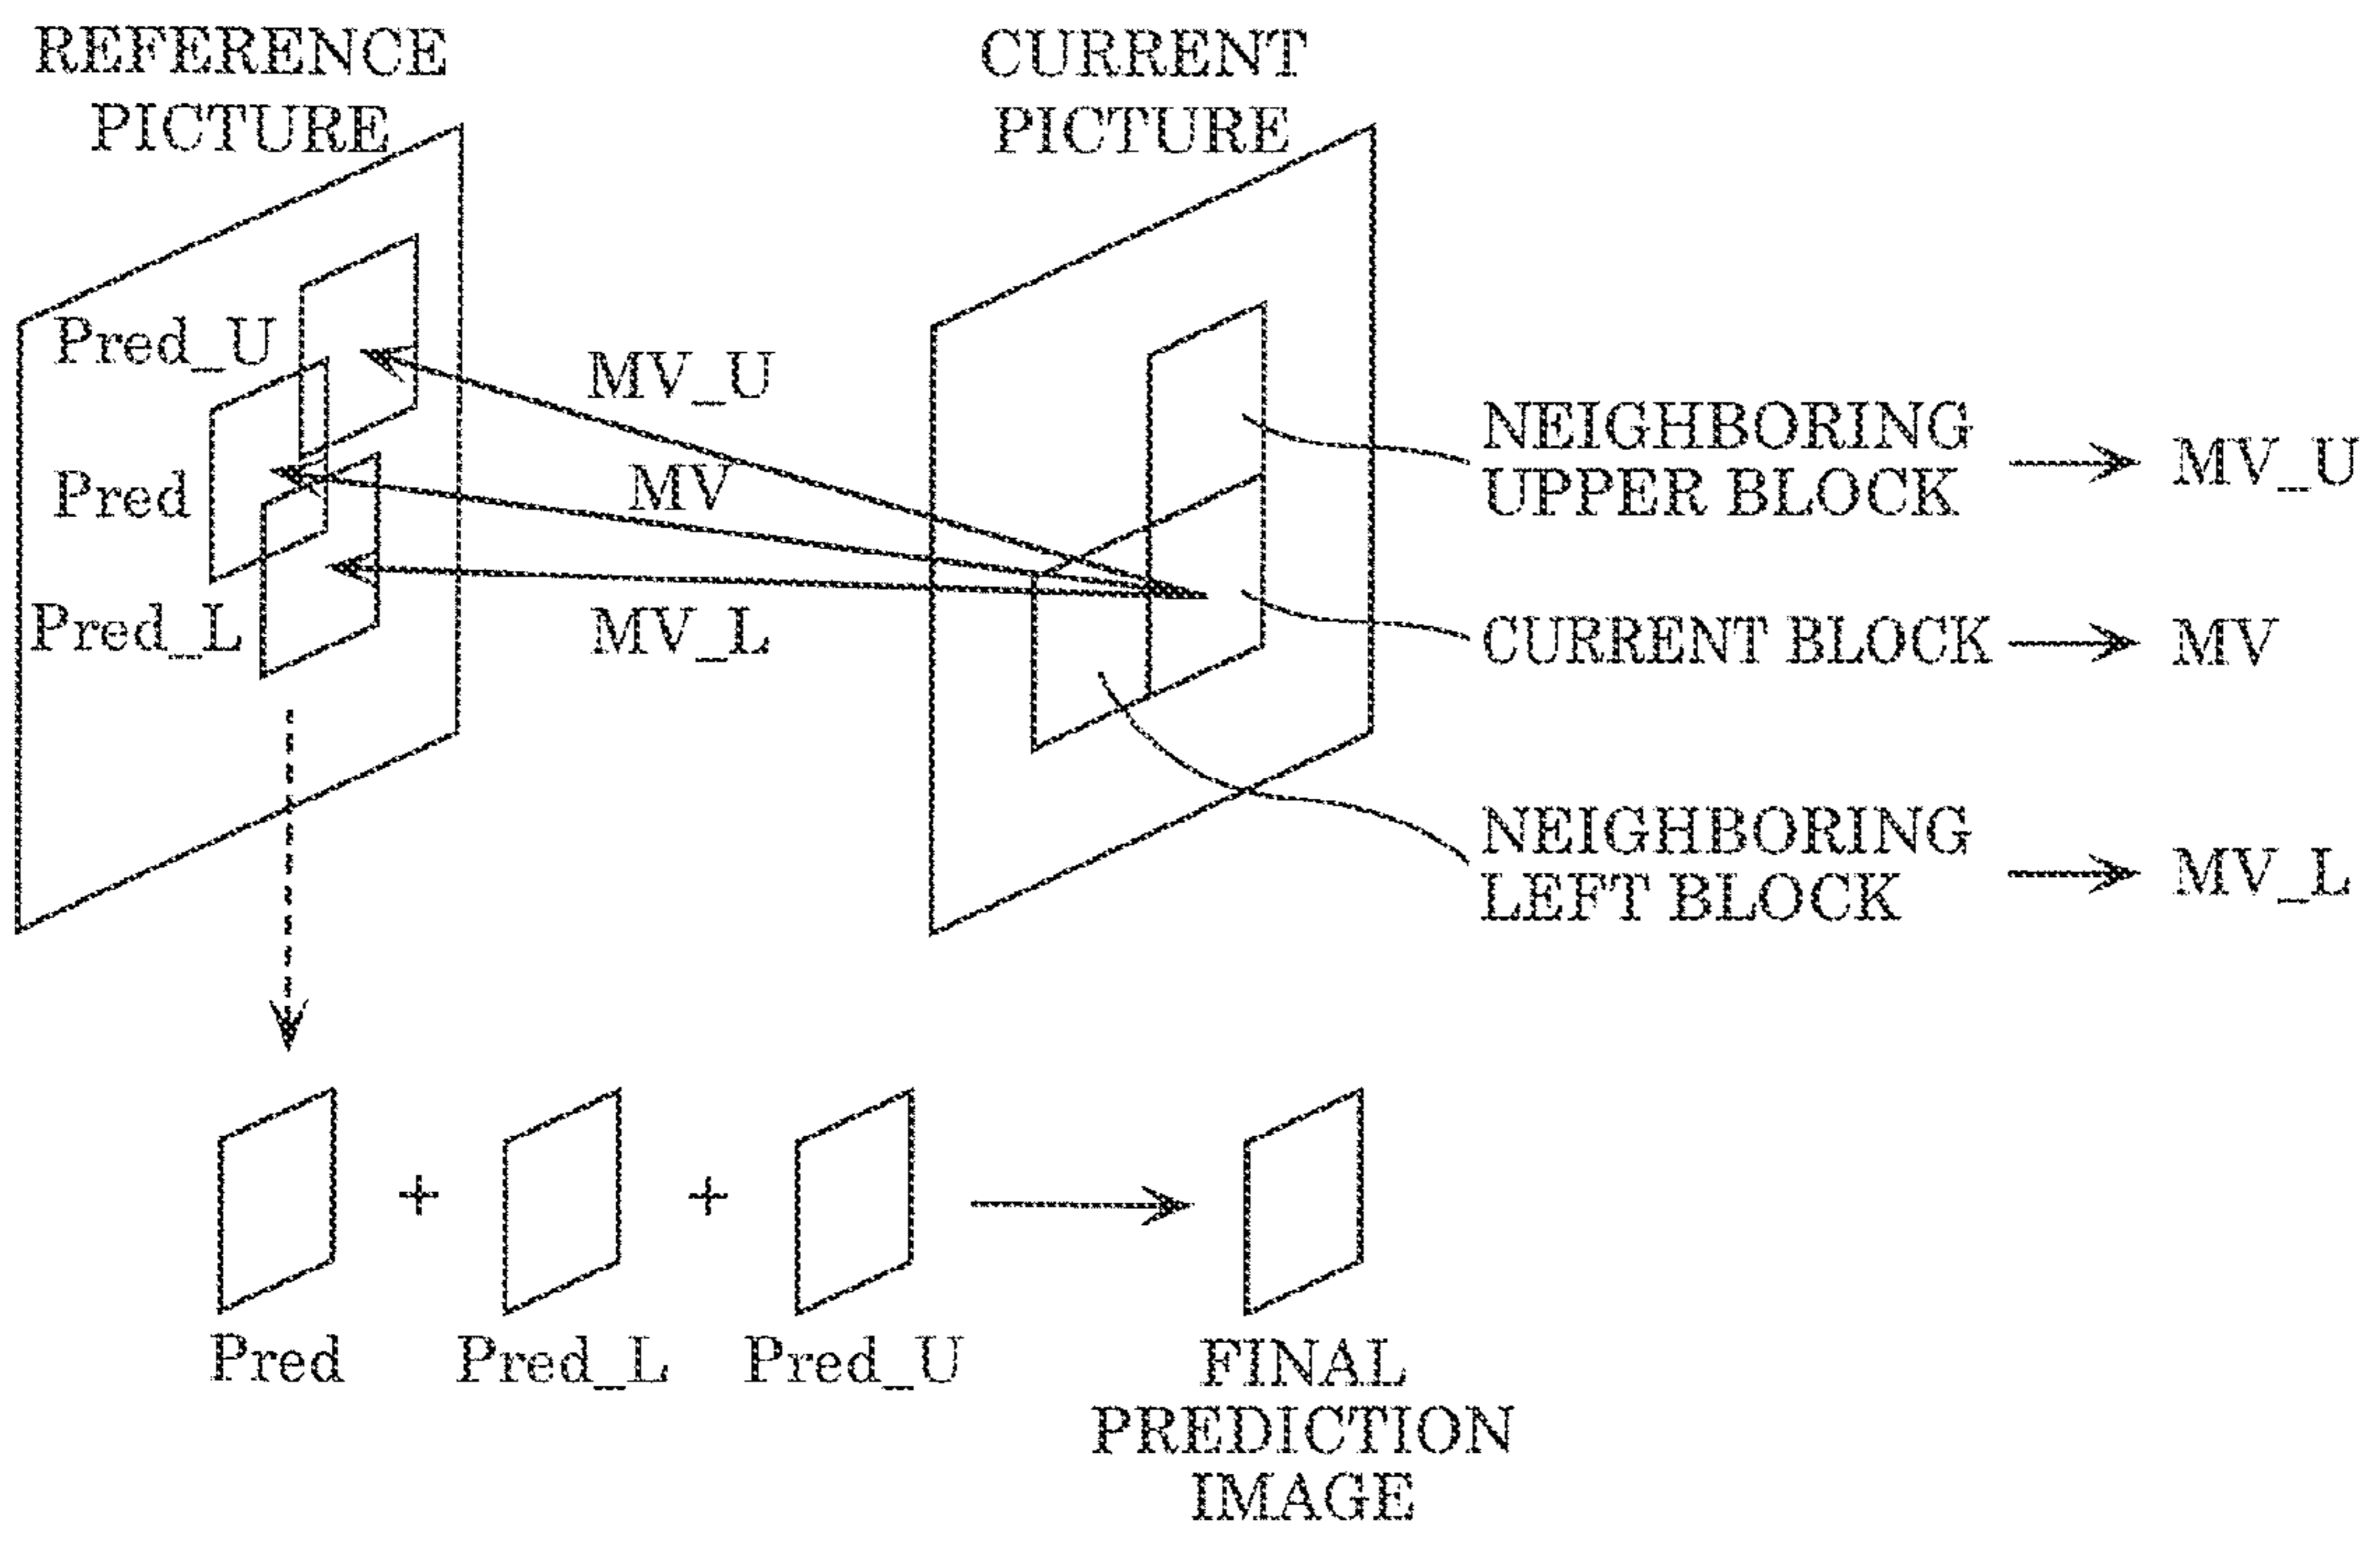 REFERENCE
PICTURE
CURRENT
PICTURE
Pred_U
MV_U
NEIGHBORING
UPPER BLOCK
MV_U
Pred
MV
CURRENT BLOCK
MV
Pred_L
MV_L
NEIGHBORING
LEFT BLOCK
MV_L
+
+
Pred
Pred_L
Pred_U
FINAL
PREDICTION
IMAGE